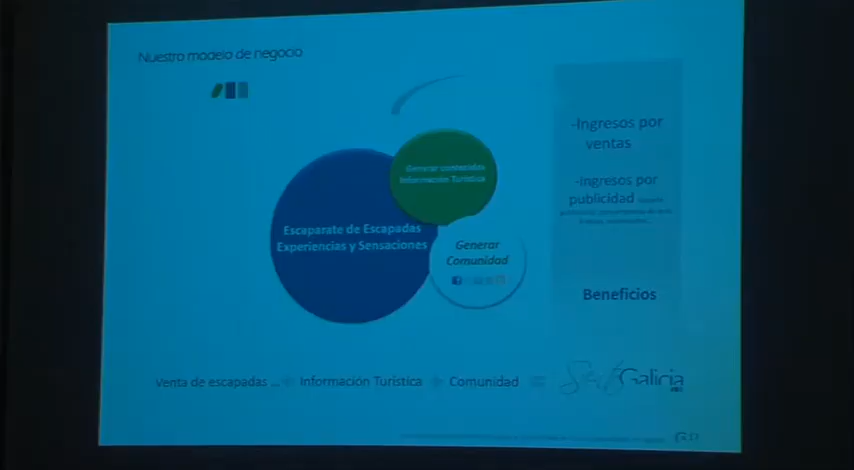 Nuestro modelo de negocio
Generar contenidos
Información Turística
Escaparate de Escapadas
Experiencias y Sensaciones
Generar
Comunidad
-Ingresos por
ventas
-Ingresos por
publicidad
Beneficios
Venta de escapadas ... + Información Turística + Comunidad =
Galicia